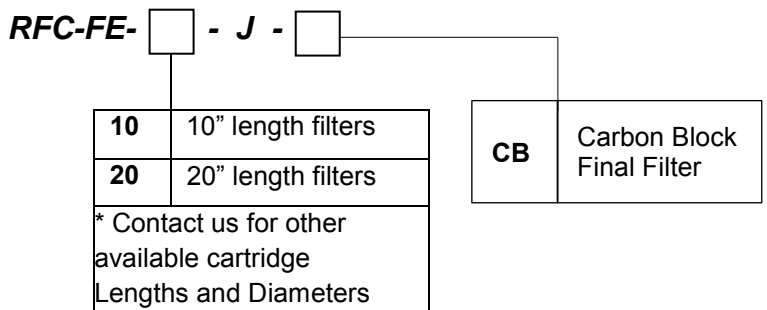 RFC-FE- - J -
10 10” length filters
20 20” length filters
* Contact us for other
available cartridge
Lengths and Diameters
CB Carbon Block
Final Filter